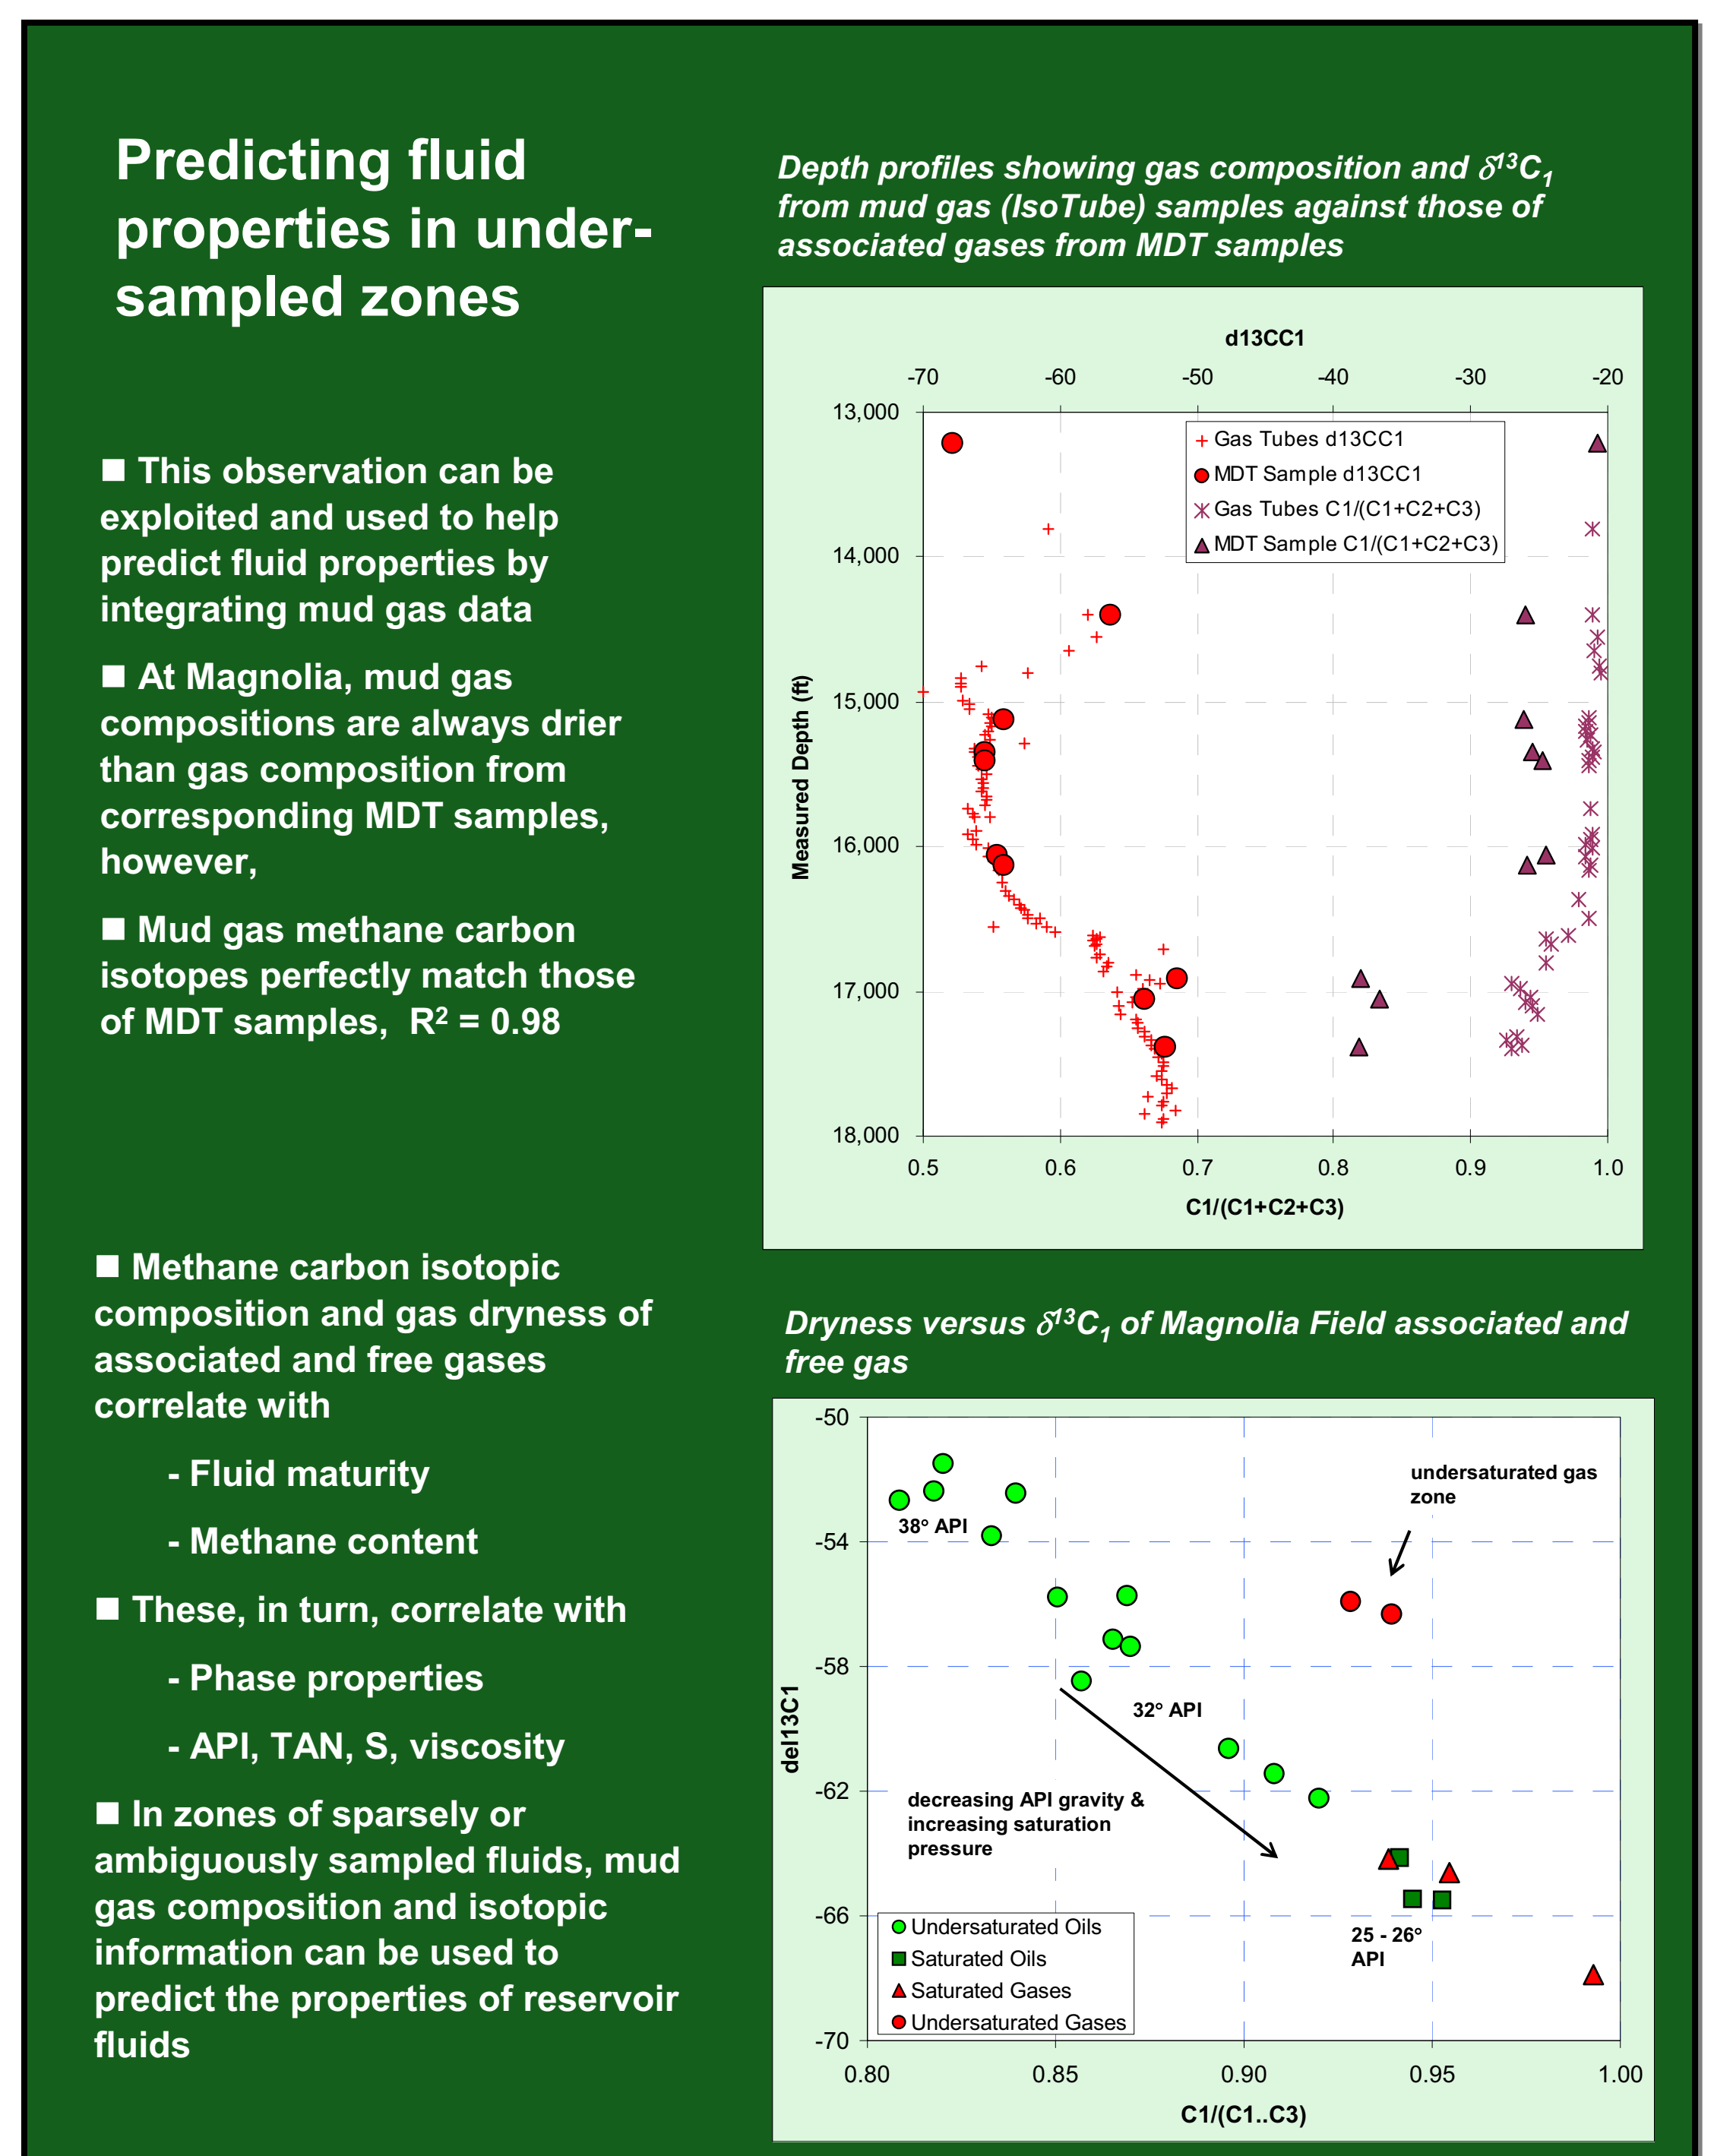 Predicting fluid
properties in under-
sampled zones
■ This observation can be
exploited and used to help
predict fluid properties by
integrating mud gas data
■ At Magnolia, mud gas
compositions are always drier
than gas composition from
corresponding MDT samples,
however,
■ Mud gas methane carbon
isotopes perfectly match those
of MDT samples, R² = 0.98
■ Methane carbon isotopic
composition and gas dryness of
associated and free gases
correlate with
- Fluid maturity
- Methane content
■ These, in turn, correlate with
- Phase properties
- API, TAN, S, viscosity
■ In zones of sparsely or
ambiguously sampled fluids, mud
gas composition and isotopic
information can be used to
predict the properties of reservoir
fluids
Depth profiles showing gas composition and δ¹³C₁
from mud gas (IsoTube) samples against those of
associated gases from MDT samples
d13CC1
-70 -60 -50 -40 -30 -20
13,000
14,000
15,000
16,000
17,000
18,000
Measured Depth (ft)
Gas Tubes d13CC1
MDT Sample d13CC1
Gas Tubes C1/(C1+C2+C3)
MDT Sample C1/(C1+C2+C3)
0.5 0.6 0.7 0.8 0.9 1.0
C1/(C1+C2+C3)
Dryness versus δ¹³C₁ of Magnolia Field associated and
free gas
-50
-54
-58
-62
-66
-70
del13C1
undersaturated gas
zone
38° API
32° API
decreasing API gravity &
increasing saturation
pressure
25 - 26°
API
Undersaturated Oils
Saturated Oils
Saturated Gases
Undersaturated Gases
0.80 0.85 0.90 0.95 1.00
C1/(C1..C3)